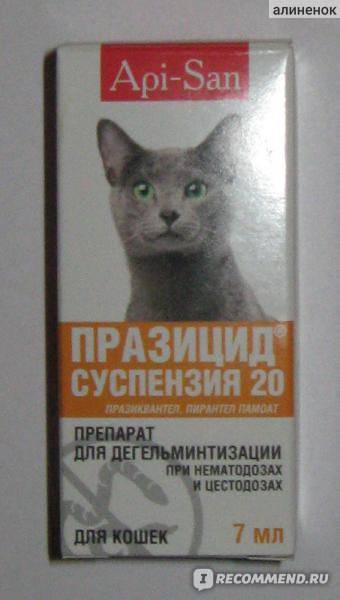 алиненок
Api-San
ПРАЗИЦИД®
СУСПЕНЗИЯ 20
ПРАЗИКВАНТЕЛ, ПИРАНТЕЛ ПАМОАТ
ПРЕПАРАТ
ДЛЯ ДЕГЕЛЬМИНТИЗАЦИИ
ПРИ НЕМАТОДОЗАХ
И ЦЕСТОДОЗАХ
ДЛЯ КОШЕК
7 мл
IRECOMMEND.RU